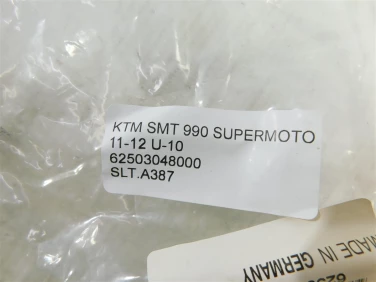 KTM SMT 990 SUPERMOTO
11-12 U-10
62503048000
SLT.A387
MADE IN GERMANY